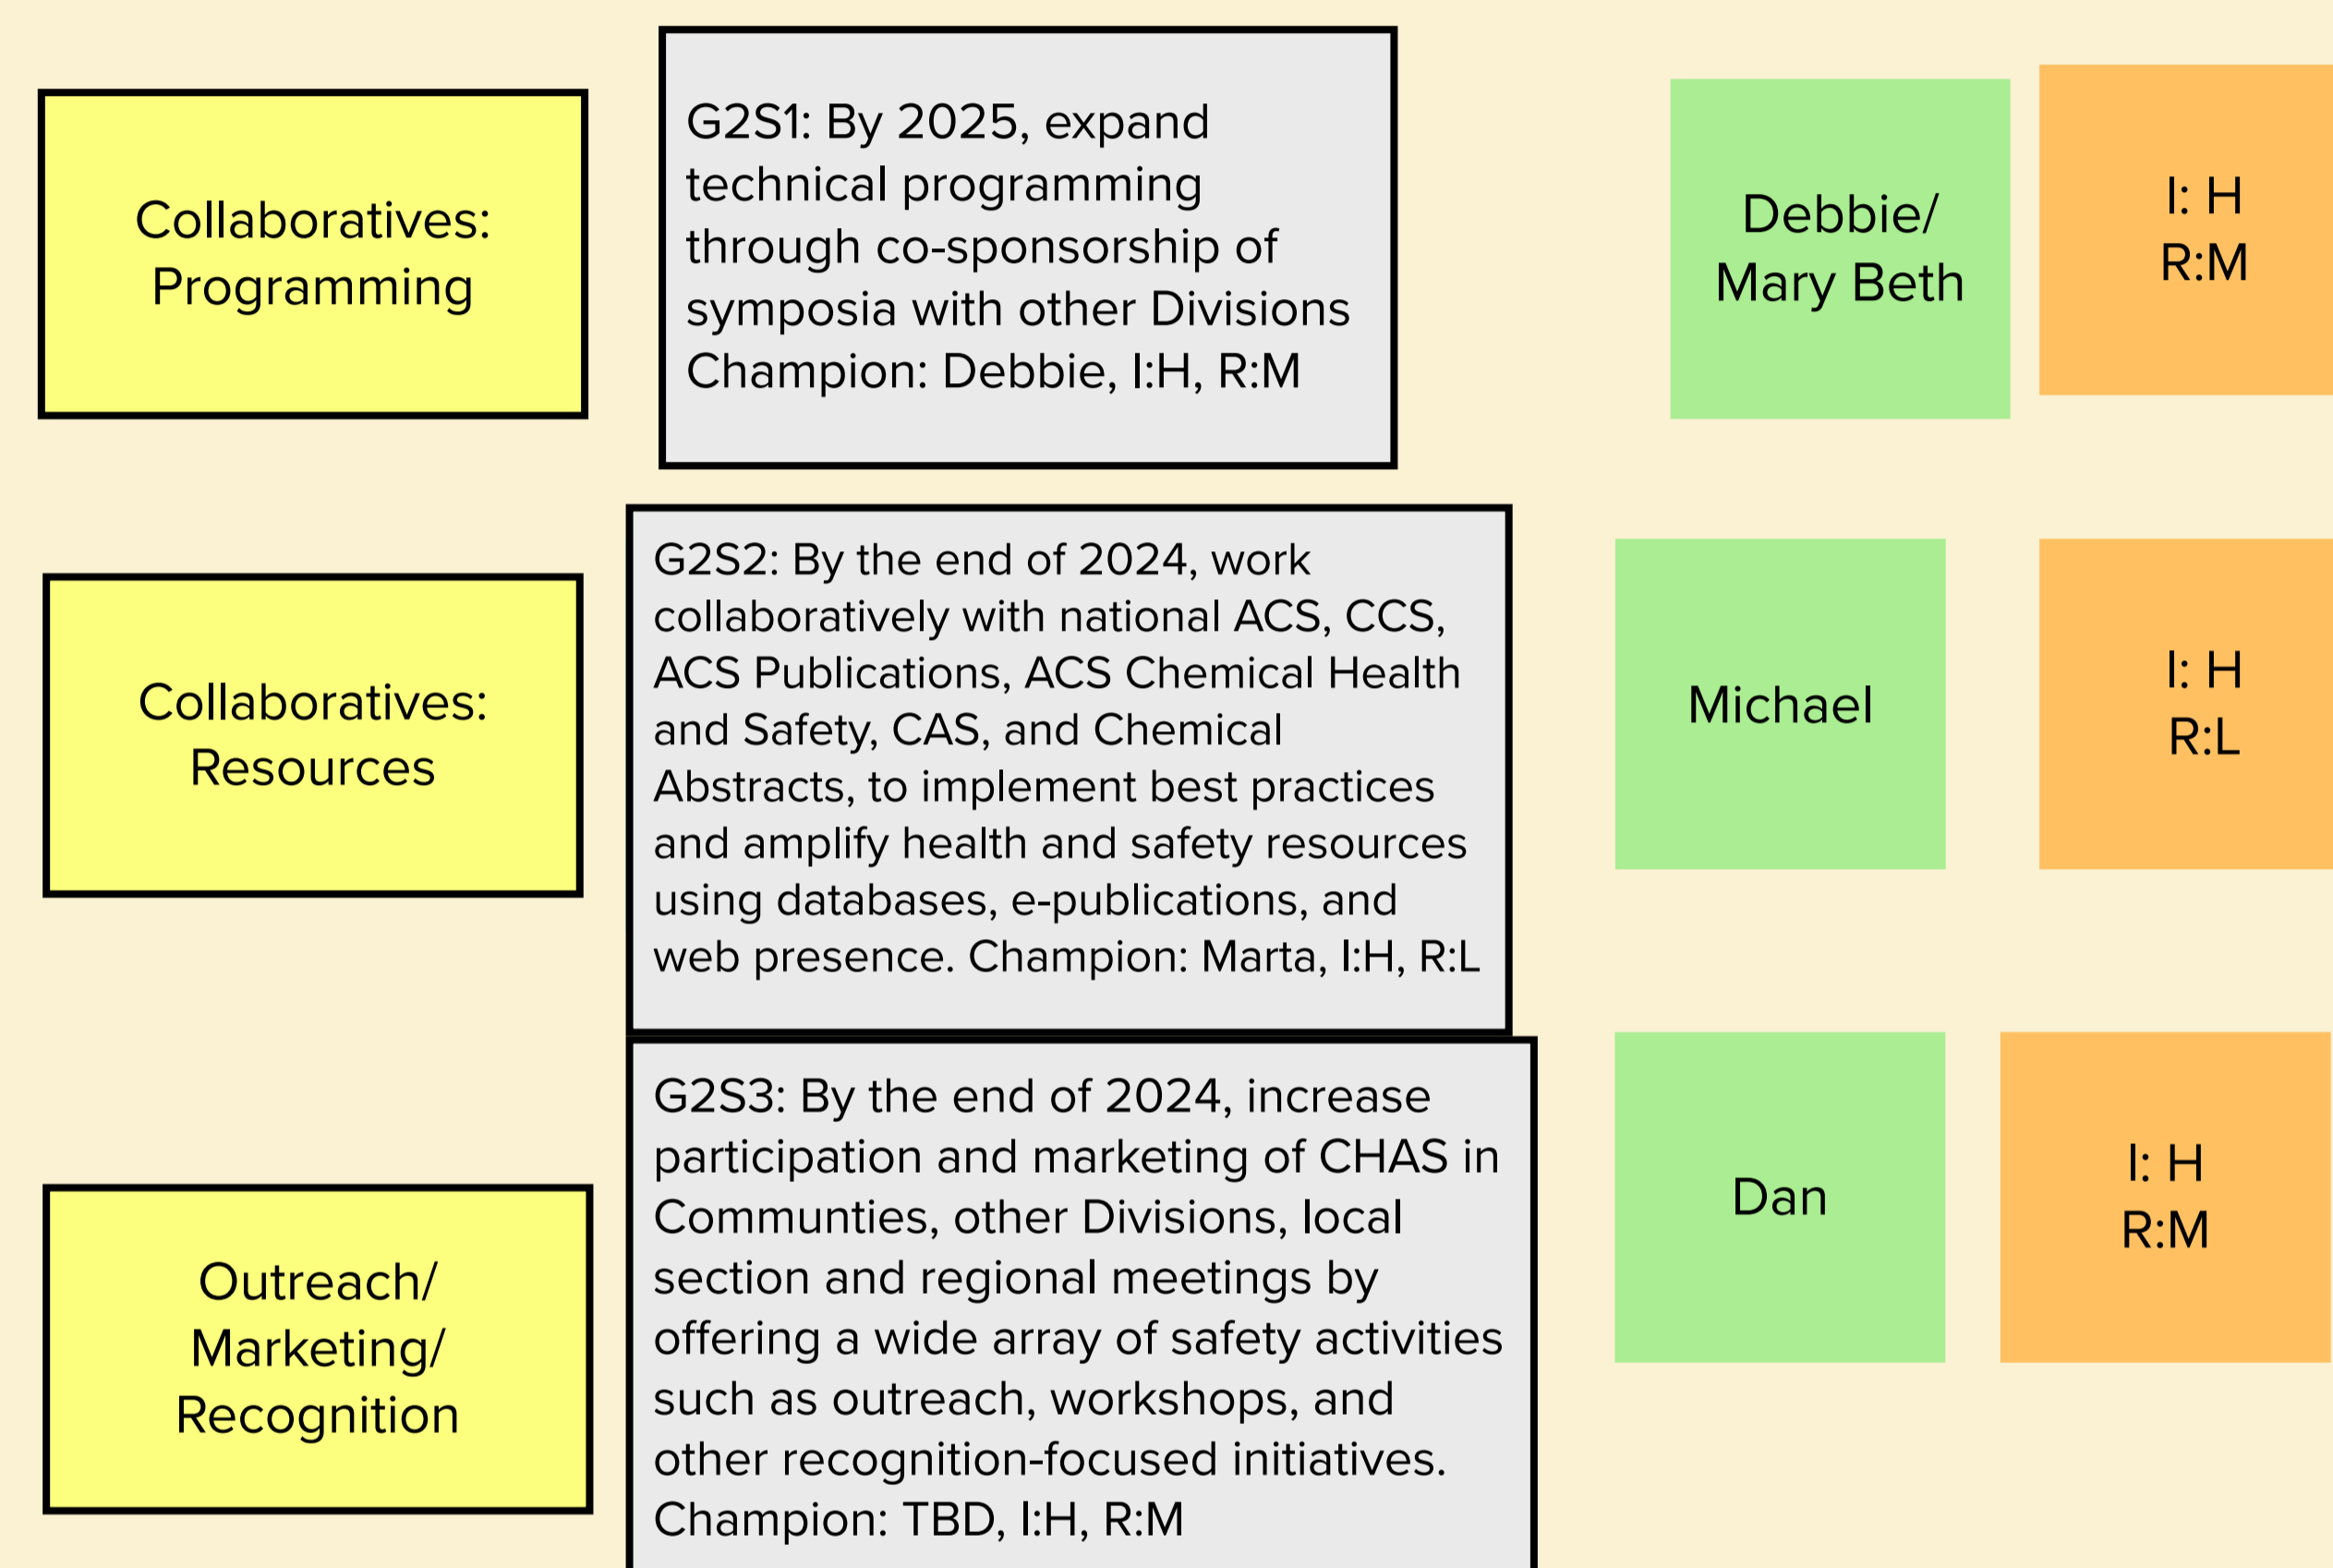 Collaboratives:
Programming
G2S1: By 2025, expand
technical programming
through co-sponsorship of
symposia with other Divisions
Champion: Debbie, I:H, R:M
Debbie/
Mary Beth
I: H
R:M
Collaboratives:
Resources
G2S2: By the end of 2024, work
collaboratively with national ACS, CCS,
ACS Publications, ACS Chemical Health
and Safety, CAS, and Chemical
Abstracts, to implement best practices
and amplify health and safety resources
using databases, e-publications, and
web presence. Champion: Marta, I:H, R:L
Michael
I: H
R:L
Outreach/
Marketing/
Recognition
G2S3: By the end of 2024, increase
participation and marketing of CHAS in
Communties, other Divisions, local
section and regional meetings by
offering a wide array of safety activities
such as outreach, workshops, and
other recognition-focused initiatives.
Champion: TBD, I:H, R:M
Dan
I: H
R:M